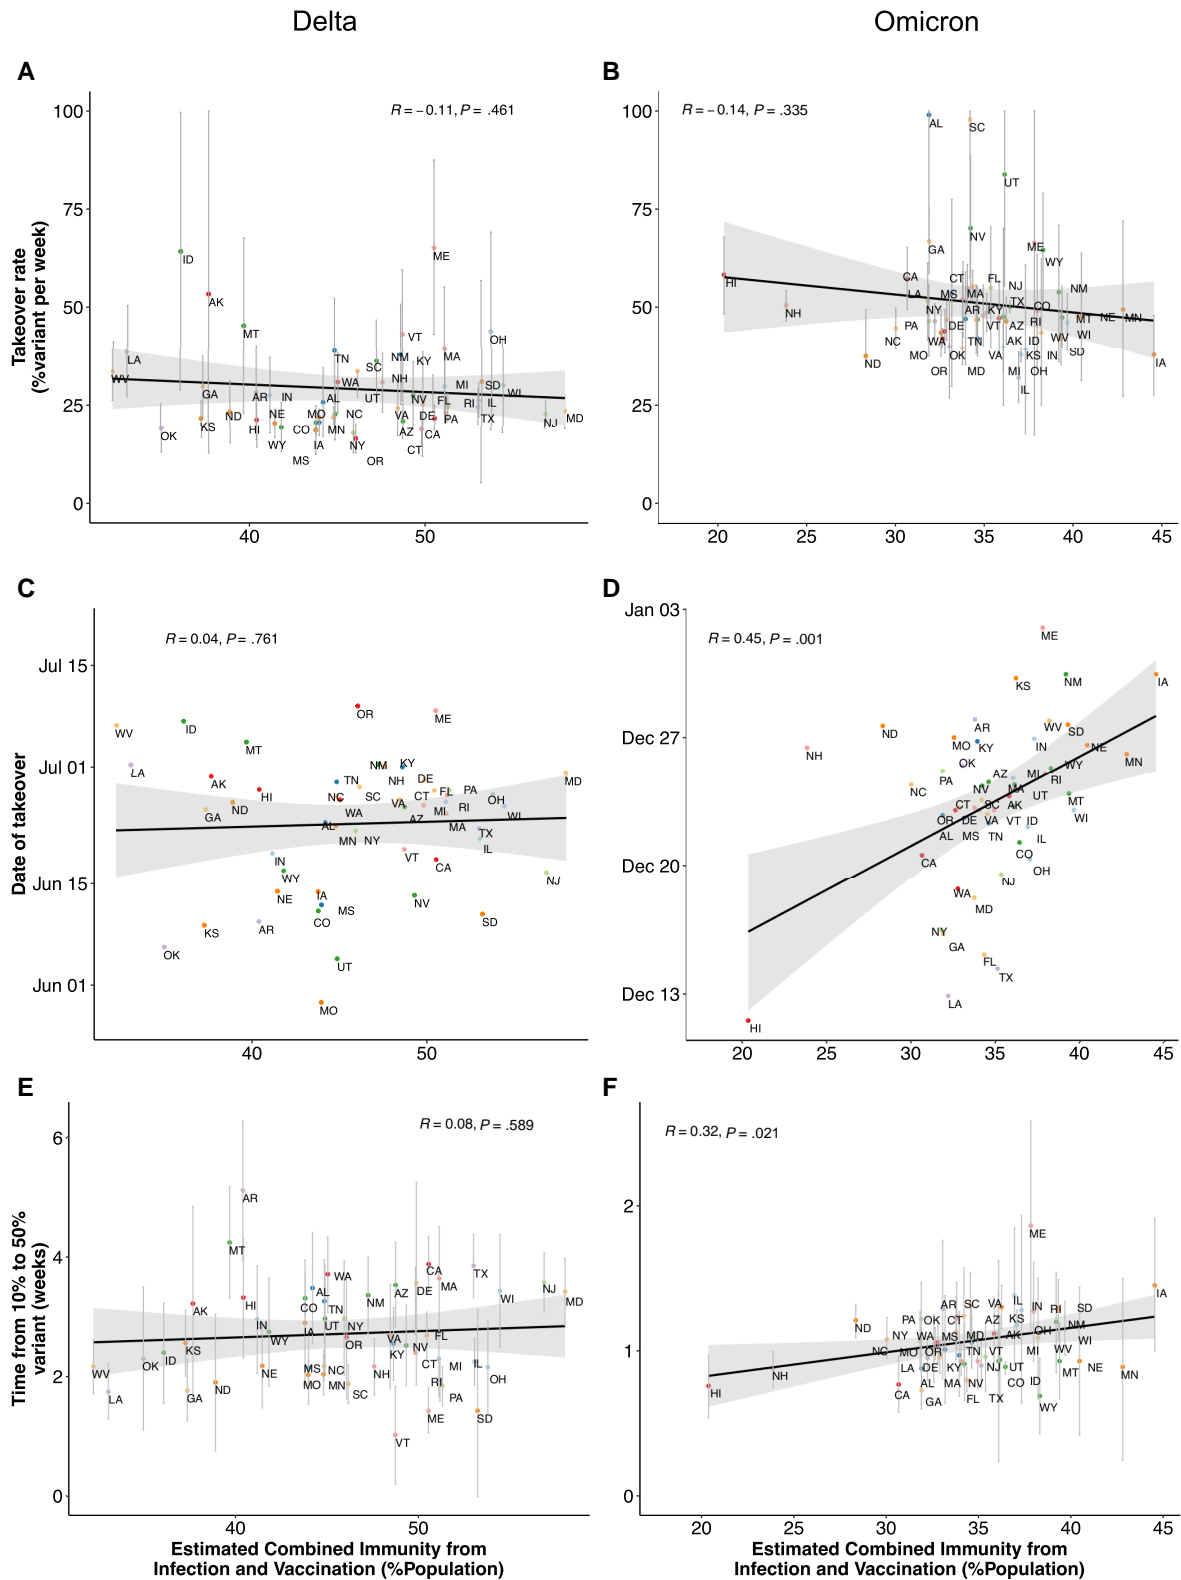 Delta
Omicron
A
R = −0.11, P = .461
100
75
50
25
0
40
50
Takeover rate
(%variant per week)
ID
AK
MT
ME
LA
WV
OK
GA
KS
ND
AR
IN
HI
NE
WY
CO
MO
IA
MS
TN
WA
AL
NC
MN
NY
OR
SC
UT
NM
NH
VT
KY
NV
VA
AZ
DE
CA
CT
MA
FL
PA
MI
RI
OH
SD
IL
TX
WI
NJ
MD
B
R = −0.14, P = .335
100
75
50
25
0
20
25
30
35
40
45
AL
SC
UT
NV
GA
ME
WY
HI
NH
CA
LA
CT
FL
NJ
NM
MS
MA
TX
CO
NY
AR
KY
PA
DE
VT
AZ
RI
MT
NE
MN
NC
WA
TN
AK
ID
WV
WI
ND
MO
OK
VA
KS
IN
SD
OR
MD
MI
OH
IL
IA
C
R = 0.04, P = .761
Jul 15
Jul 01
Jun 15
Jun 01
40
50
Date of takeover
WV
ID
MT
OR
ME
LA
AK
HI
GA
ND
NM
KY
TN
NH
DE
MD
NC
SC
VA
CT
FL
PA
OH
WA
AZ
MI
RI
WI
AL
MN
NY
MA
TX
IL
IN
WY
VT
CA
NJ
NE
IA
MS
NV
CO
SD
KS
AR
OK
UT
MO
D
R = 0.45, P = .001
Jan 03
Dec 27
Dec 20
Dec 13
20
25
30
35
40
45
ME
KS
NM
IA
ND
AR
WV
SD
NH
MO
KY
IN
NE
MN
OK
PA
AZ
MI
WY
RI
NC
NV
MA
UT
MT
CT
SC
AK
WI
OR
DE
VA
VT
ID
AL
MS
TN
IL
CA
CO
OH
NJ
WA
MD
NY
GA
FL
TX
LA
HI
E
R = 0.08, P = .589
6
4
2
0
40
50
Time from 10% to 50%
variant (weeks)
AR
MT
WA
CA
TX
AK
HI
AL
CO
TN
NM
AZ
DE
MA
WI
NJ
MD
IN
WY
IA
UT
NY
OR
VA
FL
KS
OK
ID
KY
NV
WV
NE
MS
NC
NH
CT
MI
IL
OH
LA
GA
ND
MO
MN
SC
RI
PA
ME
SD
VT
Estimated Combined Immunity from
Infection and Vaccination (%Population)
F
R = 0.32, P = .021
2
1
0
20
25
30
35
40
45
ME
IA
ND
AR
SC
VA
IL
IN
SD
PA
OK
CT
AZ
KS
NM
NY
WA
MS
MD
AK
OH
WI
NC
MO
OR
TN
VT
MI
NH
LA
DE
NJ
UT
MT
NE
MN
HI
CA
AL
MA
NV
CO
ID
GA
FL
TX
WY
Estimated Combined Immunity from
Infection and Vaccination (%Population)